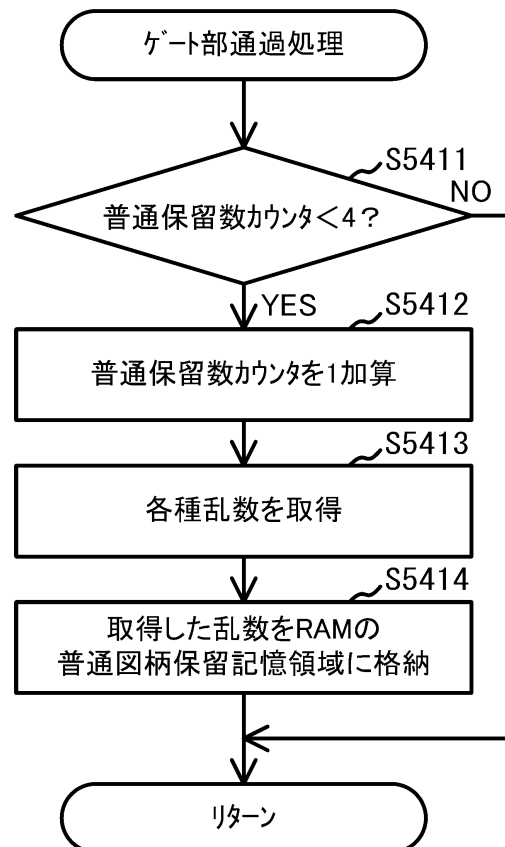 ｹﾞｰﾄ部通過処理
S5411
普通保留数ｶｳﾝﾀ＜4？
NO
YES
S5412
普通保留数ｶｳﾝﾀを1加算
S5413
各種乱数を取得
S5414
取得した乱数をRAMの
普通図柄保留記憶領域に格納
ﾘﾀｰﾝ